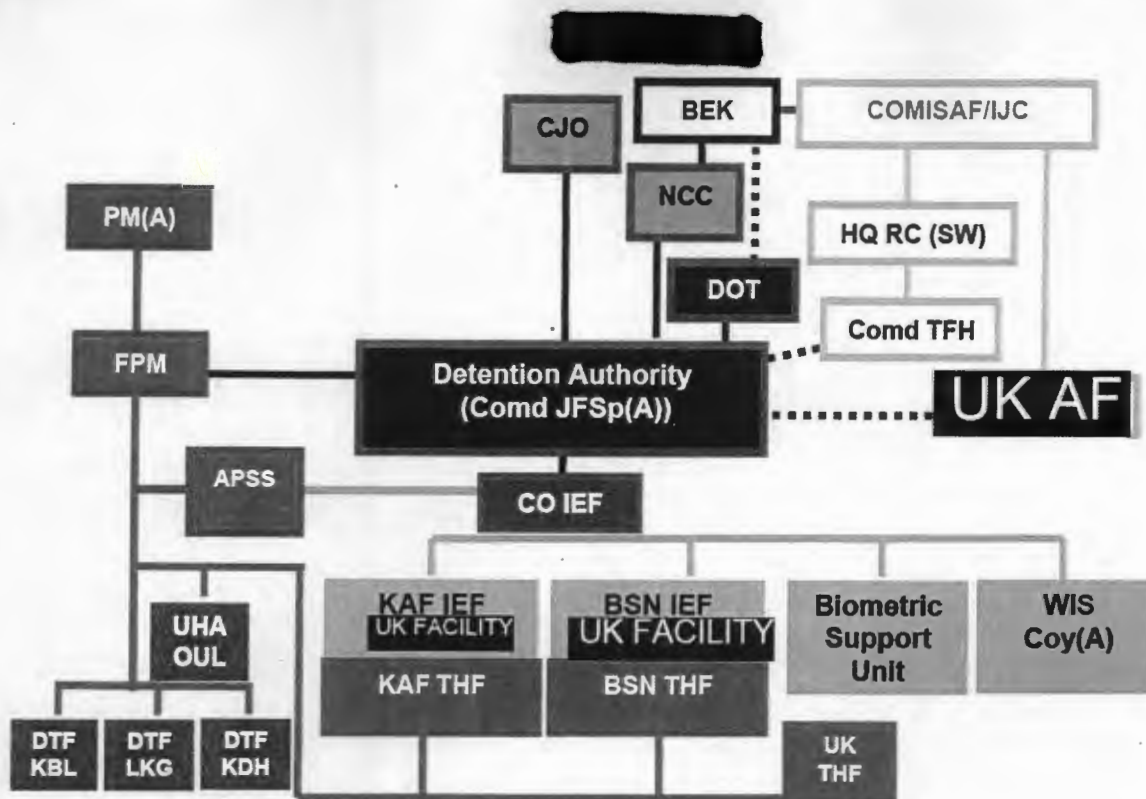 CJO
BEK
COMISAF/IJC
PM(A)
NCC
HQ RC (SW)
DOT
Comd TFH
FPM
Detention Authority
(Comd JFSp(A))
UK AF
APSS
CO IEF
KAF IEF
UK FACILITY
BSN IEF
UK FACILITY
Biometric
Support
Unit
WIS
Coy(A)
UHA
OUL
KAF THF
BSN THF
DTF
KBL
DTF
LKG
DTF
KDH
UK
THF